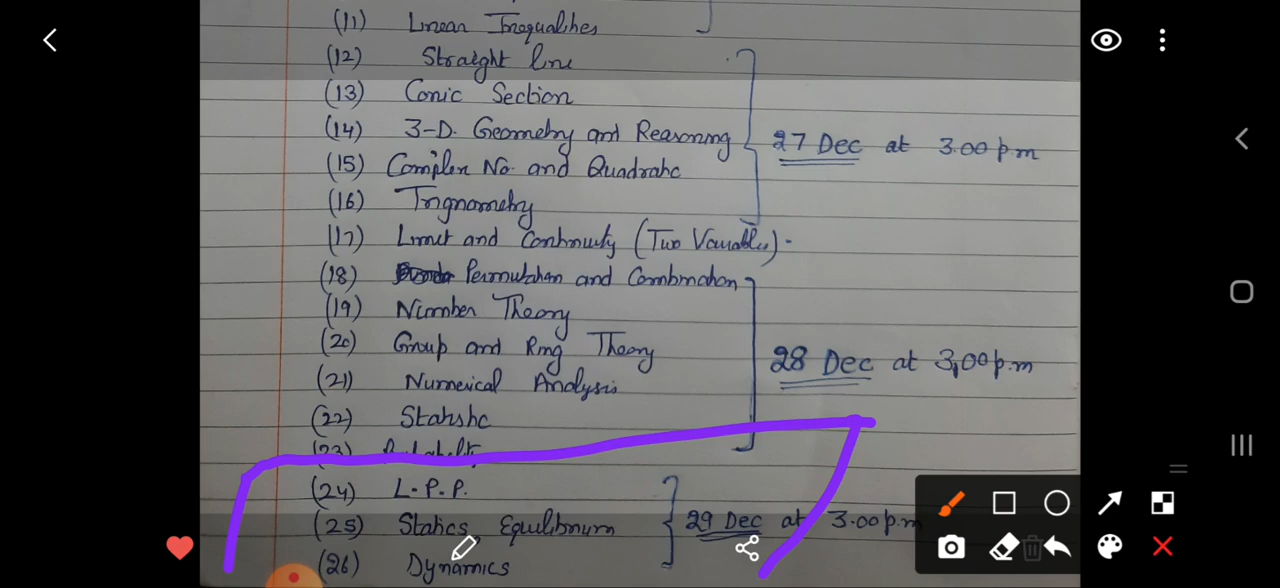 (11) Linear Inequalities
(12) Straight line
(13) Conic Section
(14) 3-D. Geometry and Reasoning
27 Dec at 3.00 p.m
(15) Complex No. and Quadratic
(16) Trignometry
(17) Limit and Continuity (Two Variables).
(18) Permutation and Combination
(19) Number Theory
(20) Group and Ring Theory
28 Dec at 3,00 p.m
(21) Numerical Analysis
(22) Statistic
(23) Probability
(24) L.P.P.
(25) Statics Equilibrium
29 Dec at 3.00 p.m
(26) Dynamics